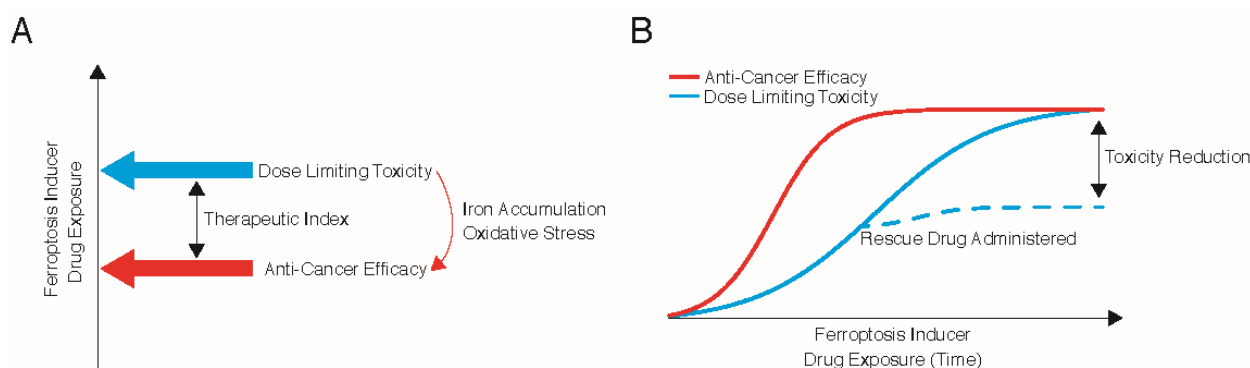 A
Ferroptosis Inducer
Drug Exposure
Dose Limiting Toxicity
Therapeutic Index
Iron Accumulation
Oxidative Stress
Anti-Cancer Efficacy
B
Anti-Cancer Efficacy
Dose Limiting Toxicity
Toxicity Reduction
Rescue Drug Administered
Ferroptosis Inducer
Drug Exposure (Time)